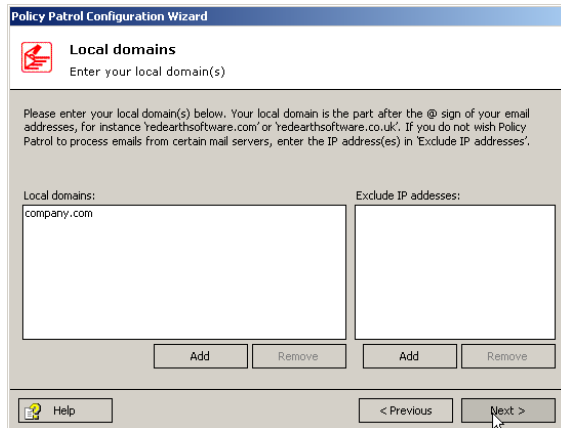 Policy Patrol Configuration Wizard
Local domains
Enter your local domain(s)
Please enter your local domain(s) below. Your local domain is the part after the @ sign of your email
addresses, for instance 'redearthsoftware.com' or 'redearthsoftware.co.uk'. If you do not wish Policy
Patrol to process emails from certain mail servers, enter the IP address(es) in 'Exclude IP addresses'.
Local domains:
Exclude IP addesses:
company.com
Add
Remove
Add
Remove
Help
< Previous
Next >